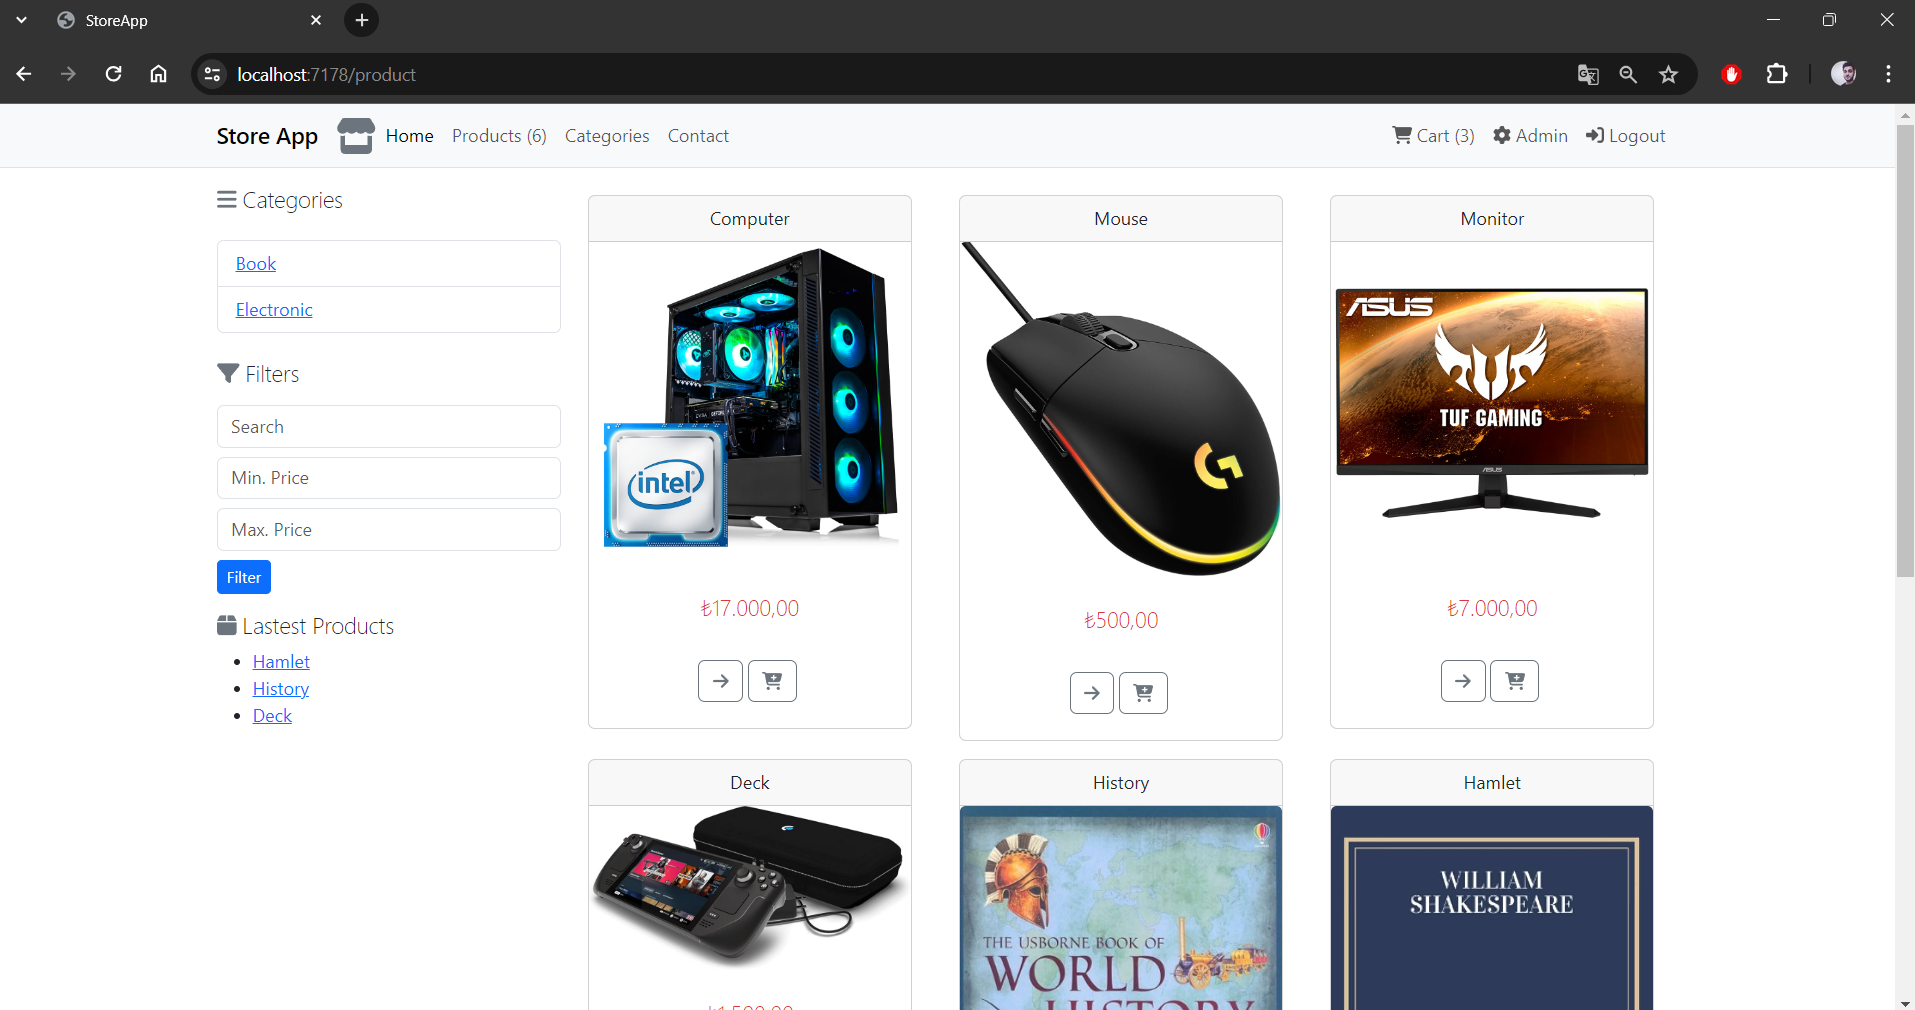 StoreApp
localhost:7178/product
Store App Home Products (6) Categories Contact Cart (3) Admin Logout
Categories
Book
Electronic
Filters
Search
Min. Price
Max. Price
Filter
Lastest Products
Hamlet
History
Deck
Computer
intel
₺17.000,00
Mouse
G
₺500,00
Monitor
ASUS
TUF GAMING
ASUS
₺7.000,00
Deck
History
THE USBORNE BOOK OF
WORLD
HISTORY
Hamlet
WILLIAM
SHAKESPEARE